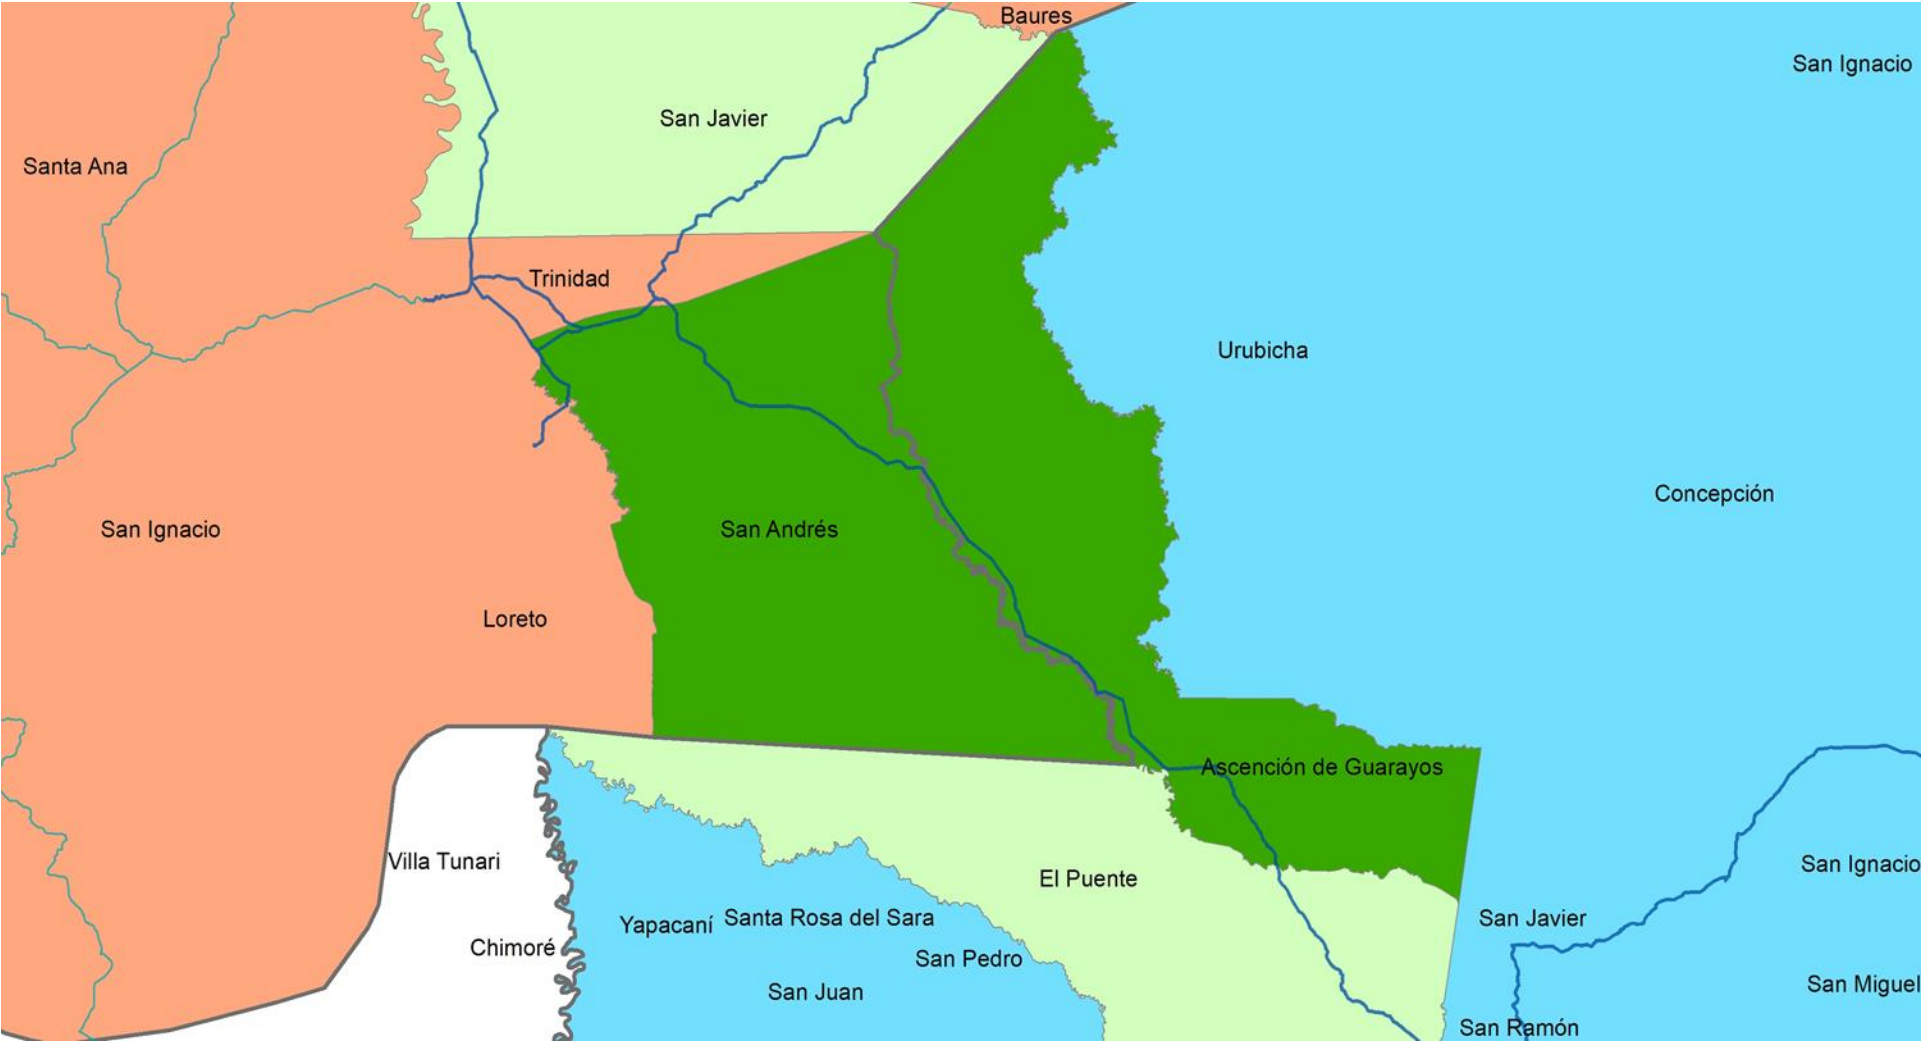 Baures
San Ignacio
San Javier
Santa Ana
Trinidad
Urubicha
Concepción
San Ignacio
San Andrés
Loreto
Ascención de Guarayos
Villa Tunari
El Puente
San Ignacio
Yapacaní
Santa Rosa del Sara
San Javier
Chimoré
San Pedro
San Juan
San Miguel
San Ramón